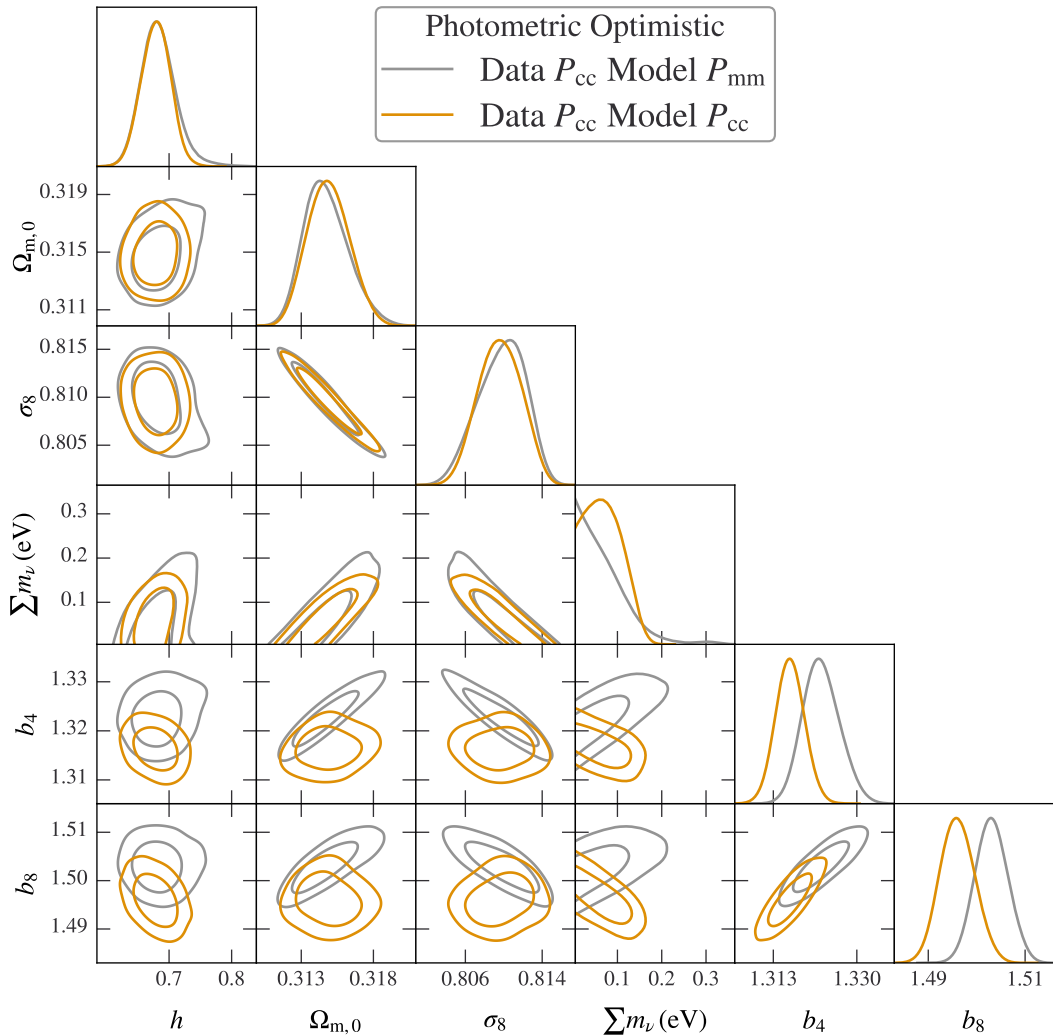 Photometric Optimistic
Data P_cc Model P_mm
Data P_cc Model P_cc
0.319
0.315
0.311
Ω_m,0
0.815
0.810
0.805
σ_8
0.3
0.2
0.1
∑m_ν (eV)
1.33
1.32
1.31
b_4
1.51
1.50
1.49
b_8
0.7 0.8 0.313 0.318 0.806 0.814 0.1 0.2 0.3 1.313 1.330 1.49 1.51
h Ω_m,0 σ_8 ∑m_ν (eV) b_4 b_8